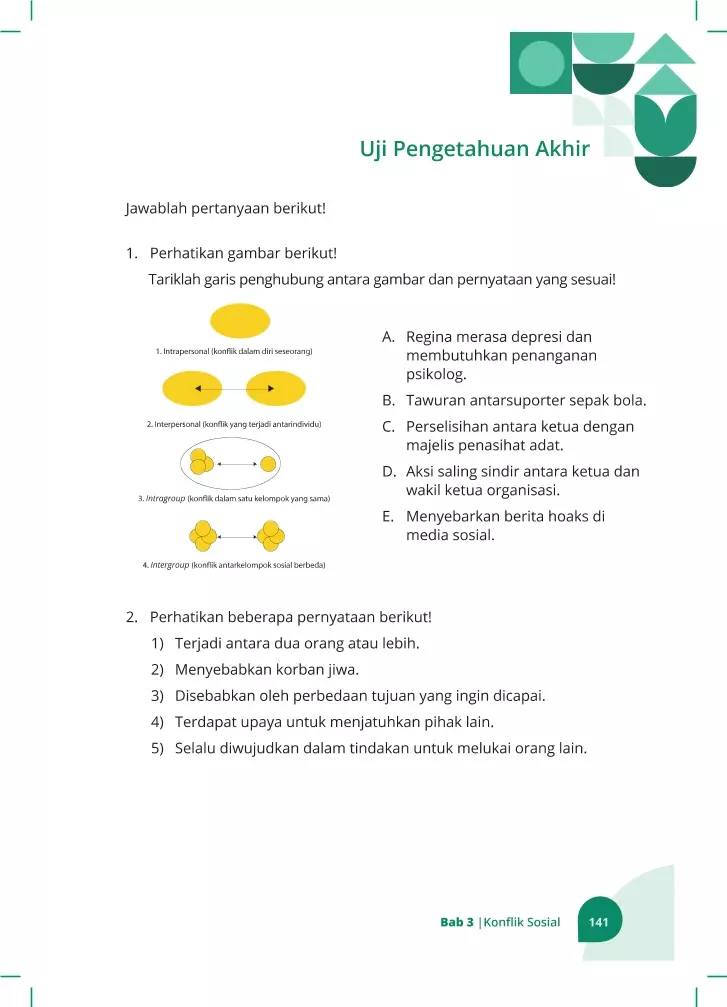 Uji Pengetahuan Akhir
Jawablah pertanyaan berikut!
1. Perhatikan gambar berikut!
Tariklah garis penghubung antara gambar dan pernyataan yang sesuai!
1. Intrapersonal (konflik dalam diri seseorang)
2. Interpersonal (konflik yang terjadi antarindividu)
3. Intragroup (konflik dalam satu kelompok yang sama)
4. Intergroup (konflik antarkelompok sosial berbeda)
A. Regina merasa depresi dan
membutuhkan penanganan
psikolog.
B. Tawuran antarsuporter sepak bola.
C. Perselisihan antara ketua dengan
majelis penasihat adat.
D. Aksi saling sindir antara ketua dan
wakil ketua organisasi.
E. Menyebarkan berita hoaks di
media sosial.
2. Perhatikan beberapa pernyataan berikut!
1) Terjadi antara dua orang atau lebih.
2) Menyebabkan korban jiwa.
3) Disebabkan oleh perbedaan tujuan yang ingin dicapai.
4) Terdapat upaya untuk menjatuhkan pihak lain.
5) Selalu diwujudkan dalam tindakan untuk melukai orang lain.
Bab 3 |Konflik Sosial 141